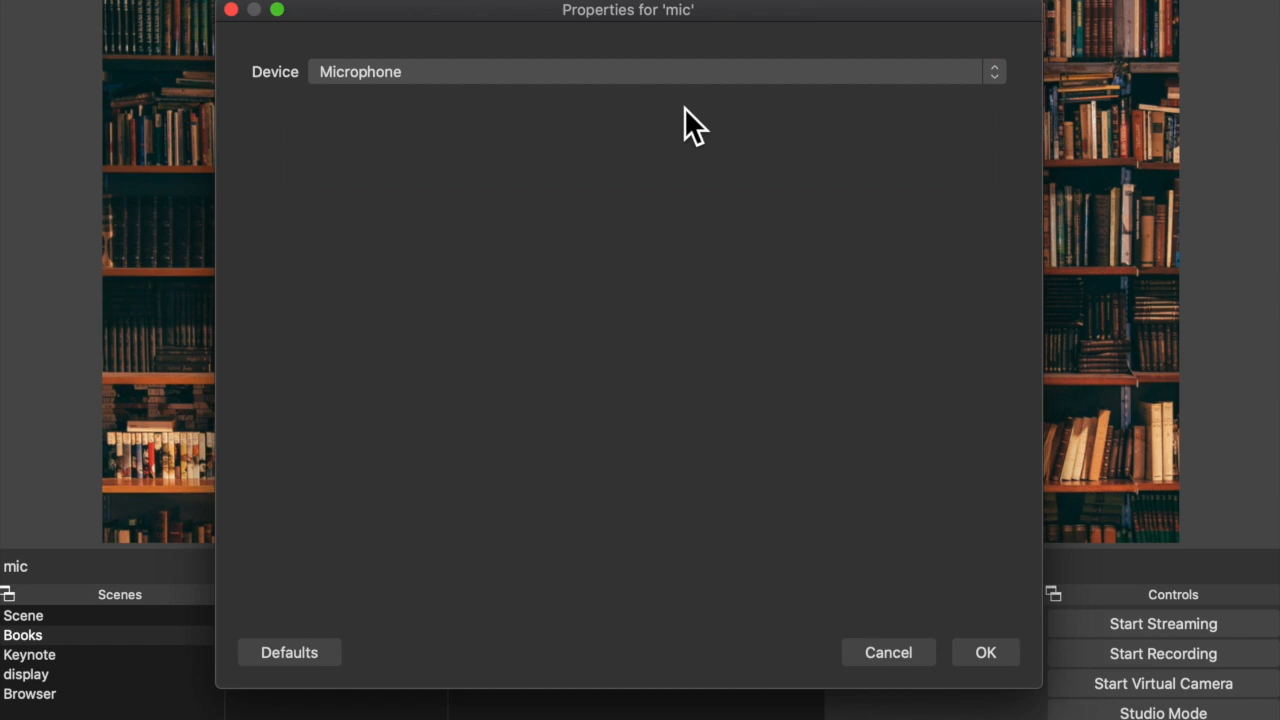 Properties for 'mic'
Device Microphone
mic
Scenes
Scene
Books
Keynote
display
Browser
Defaults
Cancel
OK
Controls
Start Streaming
Start Recording
Start Virtual Camera
Studio Mode